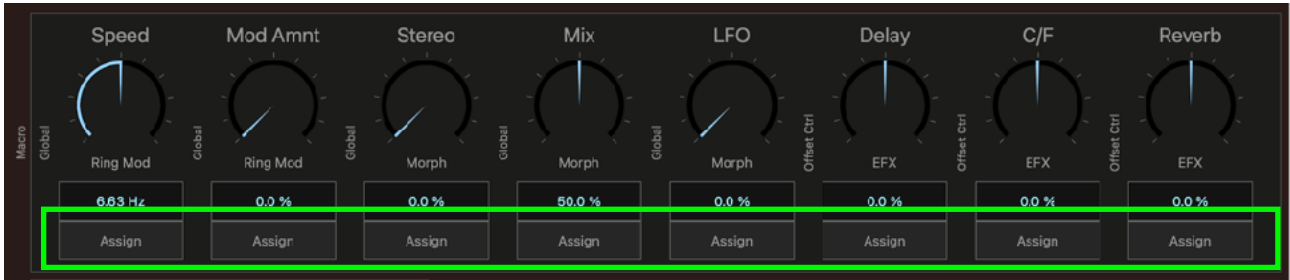 Speed Mod Amnt Stereo Mix LFO Delay C/F Reverb
Macro
Global Global Global Global Global Offset Ctrl Offset Ctrl Offset Ctrl
Ring Mod Ring Mod Morph Morph Morph EFX EFX EFX
6.63 Hz 0.0 % 0.0 % 50.0 % 0.0 % 0.0 % 0.0 % 0.0 %
Assign Assign Assign Assign Assign Assign Assign Assign